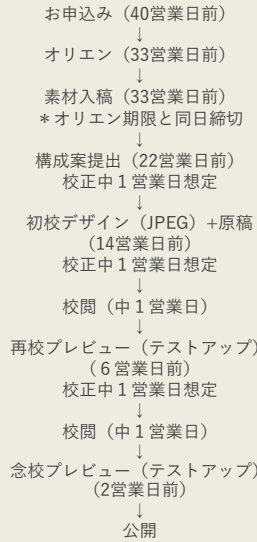 お申込み（40営業日前）
↓
オリエン（33営業日前）
↓
素材入稿（33営業日前）
＊オリエン期限と同日締切
↓
構成案提出（22営業日前）
校正中１営業日想定
↓
初校デザイン（JPEG）+原稿
（14営業日前）
校正中１営業日想定
↓
校閲（中１営業日）
↓
再校プレビュー（テストアップ）
（６営業日前）
校正中１営業日想定
↓
校閲（中１営業日）
↓
念校プレビュー（テストアップ）
（2営業日前）
↓
公開